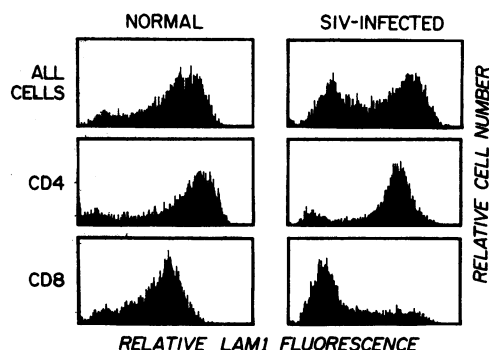 NORMAL
SIV-INFECTED
ALL
CELLS
CD4
CD8
RELATIVE CELL NUMBER
RELATIVE LAM1 FLUORESCENCE